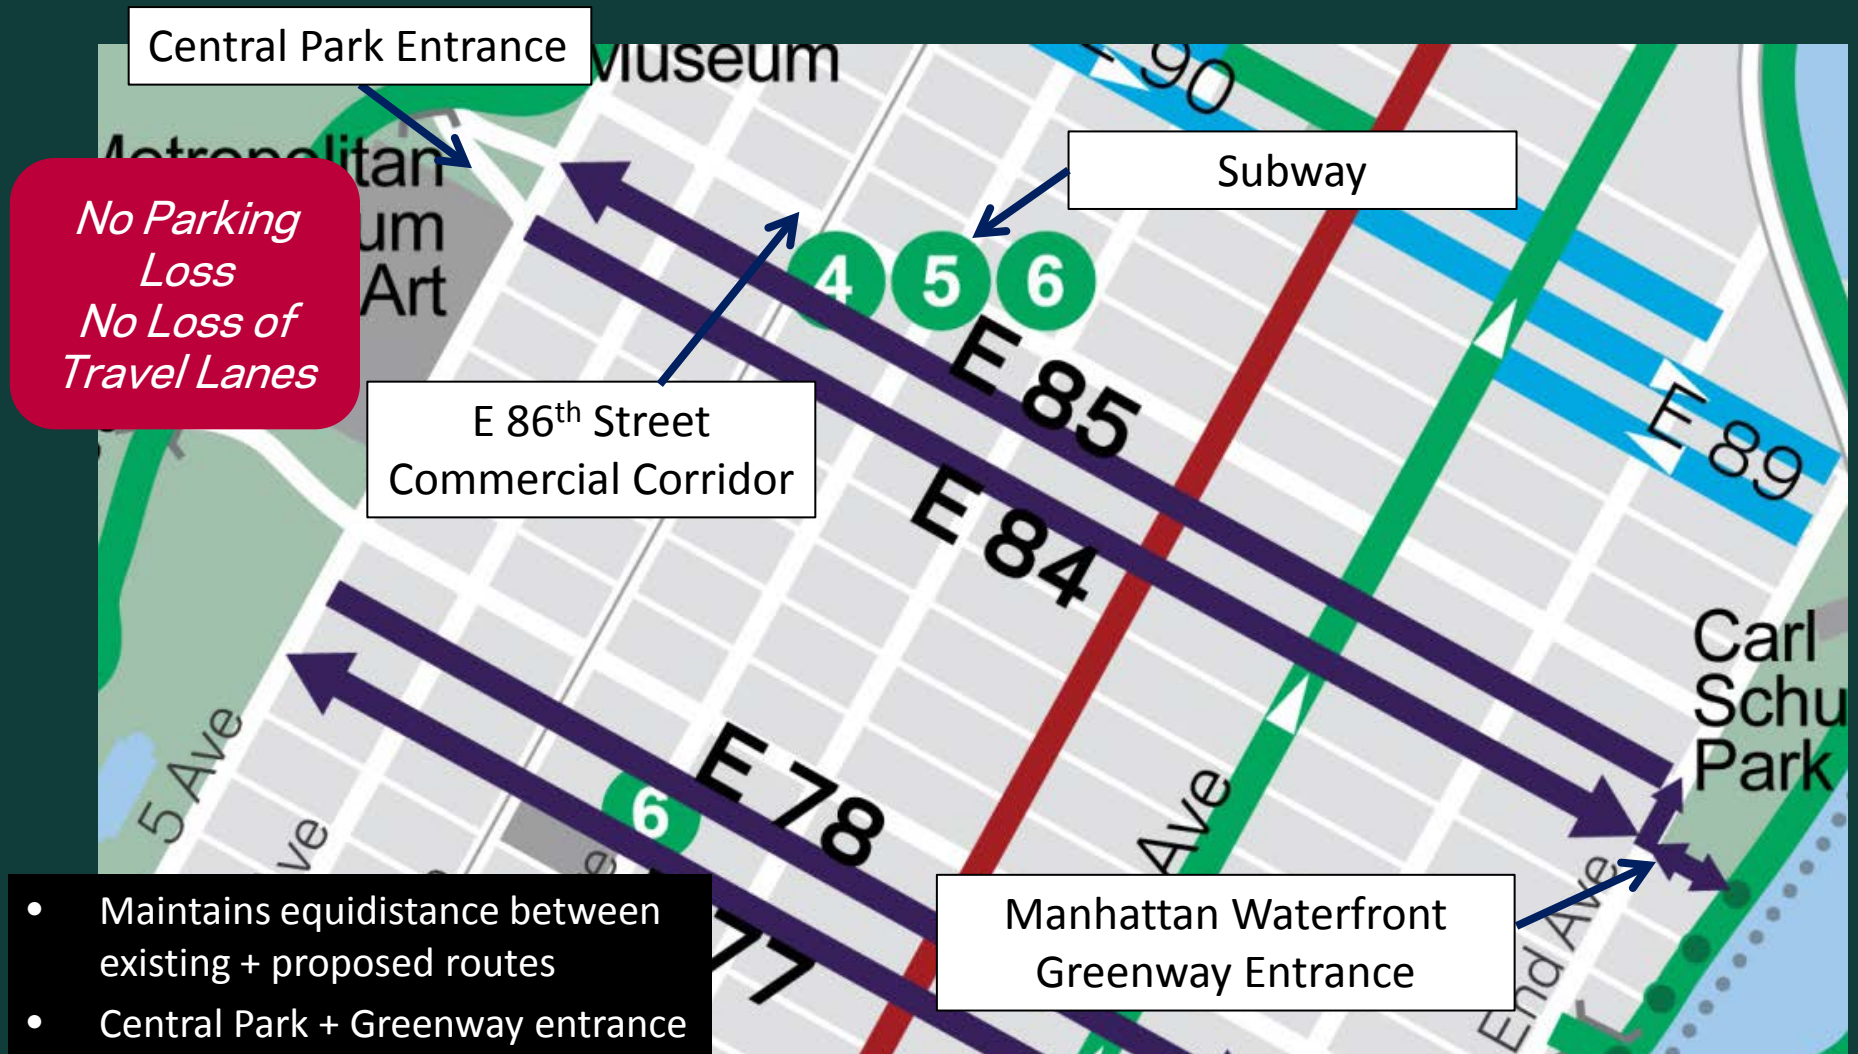 Central Park Entrance
Museum
E 90
Metropolitan
um
Art
No Parking
Loss
No Loss of
Travel Lanes
Subway
4 5 6
E 86th Street
Commercial Corridor
E 85
E 84
E 89
Carl
Schu
Park
5 Ave
Ave
E 78
6
77
Ave
End Ave
Manhattan Waterfront
Greenway Entrance
• Maintains equidistance between
existing + proposed routes
• Central Park + Greenway entrance